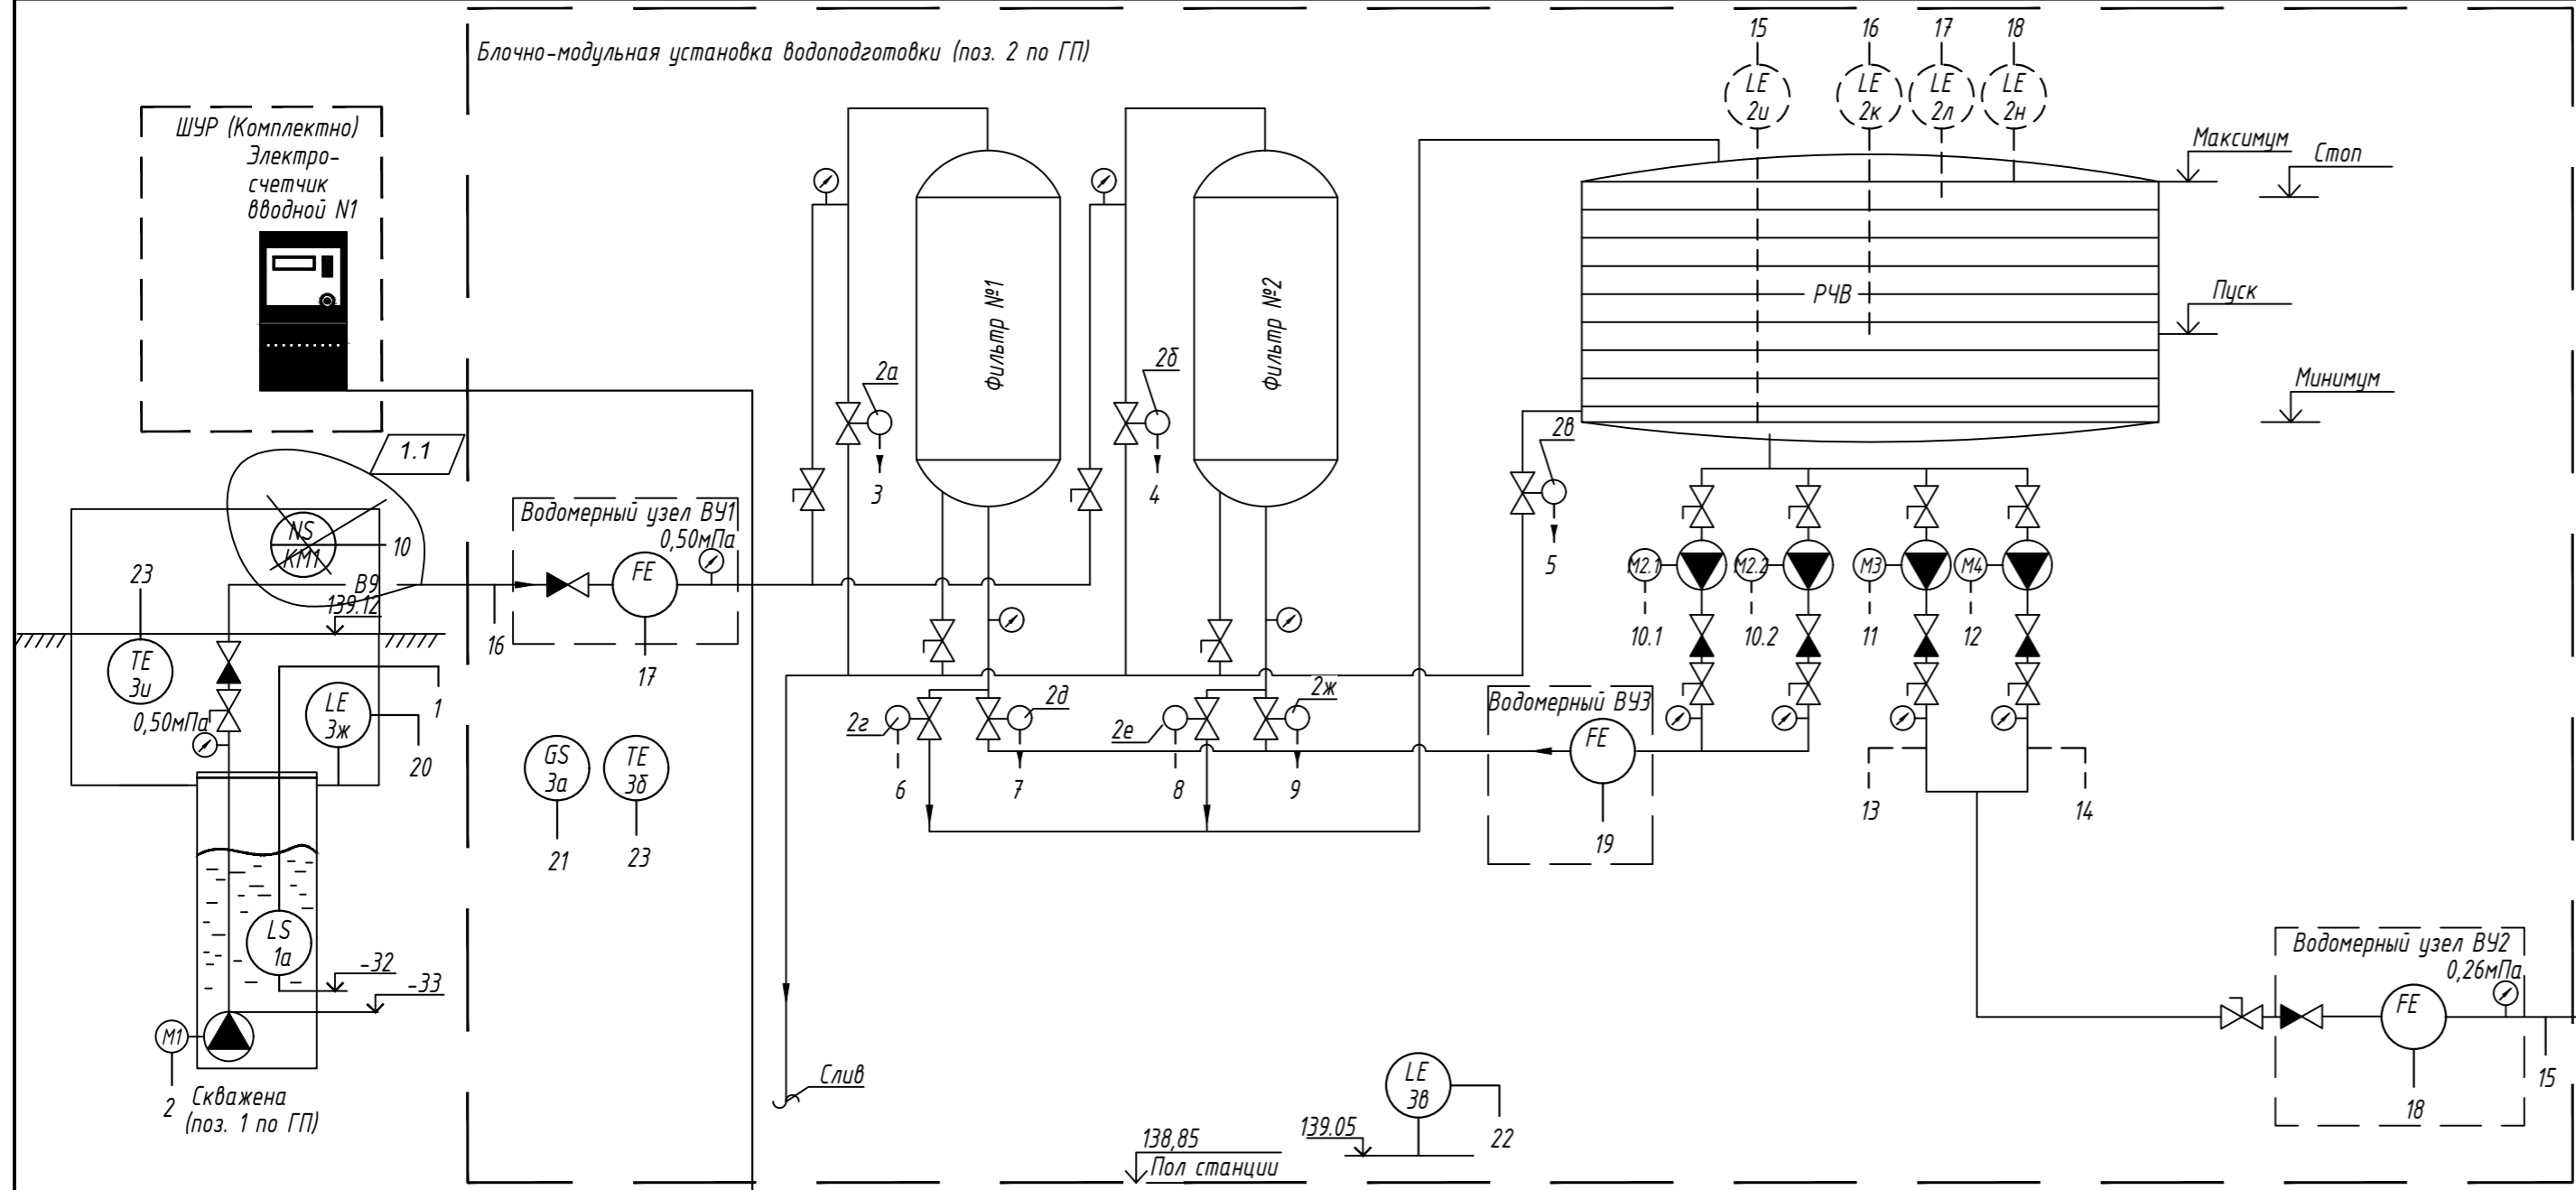 Блочно-модульная установка водоподготовки (поз. 2 по ГП)
ШУР (Комплектно)
Электро-
счетчик
вводной N1
1.1
NS
КМ1
10
В9
139.12
23
TE
3и
0,50мПа
LE
3ж
1
20
16
LS
1а
-32
-33
М1
2
Скважена
(поз. 1 по ГП)
Водомерный узел ВУ1
0,50мПа
FE
17
GS
3а
21
TE
3б
23
Фильтр №1
Фильтр №2
2а
3
2б
4
2в
5
2г
6
2д
7
2е
8
2ж
9
Слив
138,85
Пол станции
139.05
LE
3в
22
15
16
17
18
LE
2и
LE
2к
LE
2л
LE
2н
РЧВ
Максимум
Стоп
Пуск
Минимум
М2.1
М2.2
М3
М4
10.1
10.2
11
12
Водомерный ВУ3
FE
19
13
14
Водомерный узел ВУ2
0,26мПа
FE
18
15